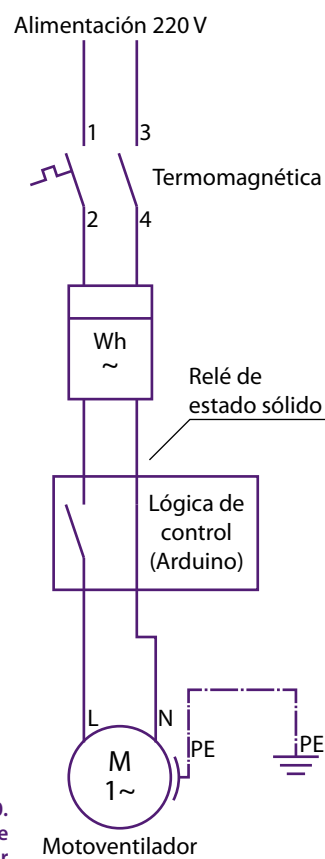 Alimentación 220 V
1 3
Termomagnética
2 4
Wh
~
Relé de
estado sólido
Lógica de
control
(Arduino)
L N
PE PE
M
1~
Motoventilador